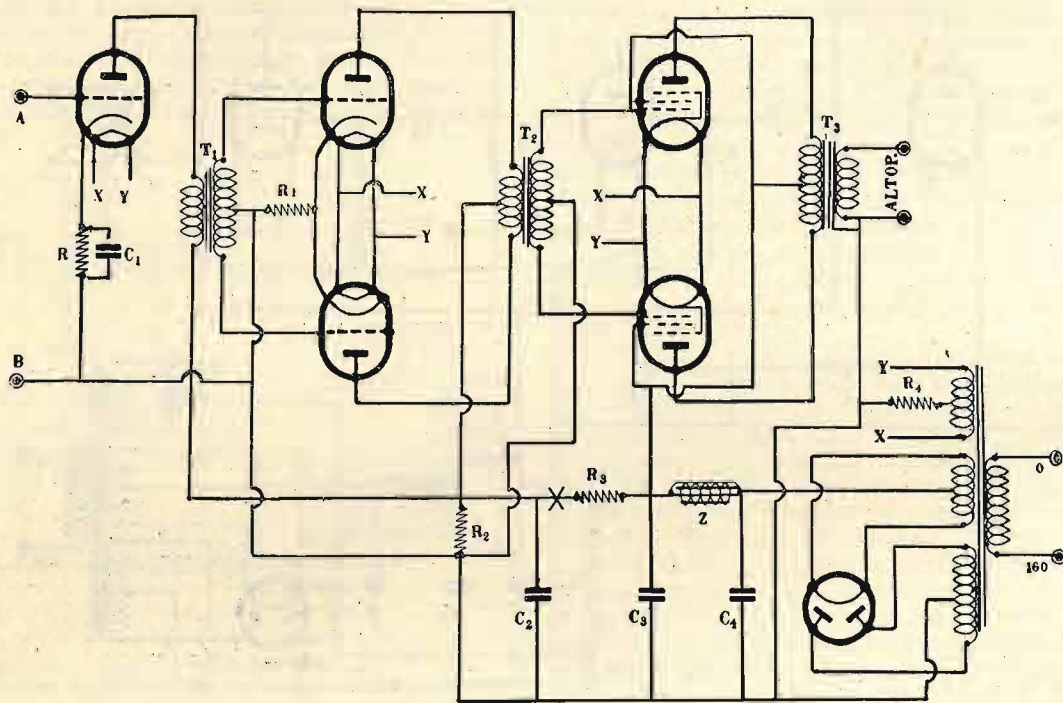 A
B
X Y
R
C1
T1
R1
X
Y
T2
R2
X
Y
T3
ALTOP.
R3
Z
C2
C3
C4
Y
R4
X
0
160